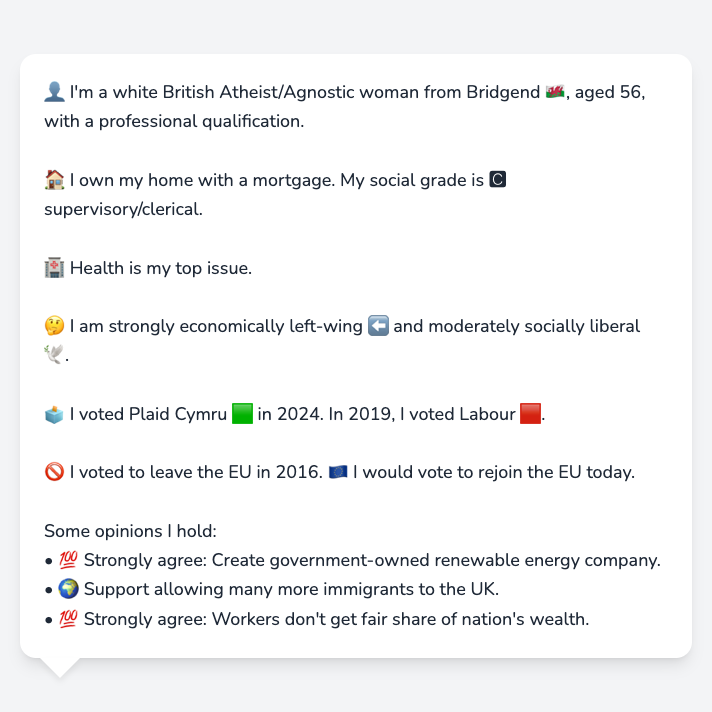 👤 I'm a white British Atheist/Agnostic woman from Bridgend 🏴󠁧󠁢󠁷󠁬󠁳󠁿, aged 56,
with a professional qualification.
🏠 I own my home with a mortgage. My social grade is 🅲
supervisory/clerical.
🏥 Health is my top issue.
🤔 I am strongly economically left-wing ⬅️ and moderately socially liberal
🕊️.
🗳️ I voted Plaid Cymru 🟩 in 2024. In 2019, I voted Labour 🟥.
🚫 I voted to leave the EU in 2016. 🇪🇺 I would vote to rejoin the EU today.
Some opinions I hold:
• 💯 Strongly agree: Create government-owned renewable energy company.
• 🌍 Support allowing many more immigrants to the UK.
• 💯 Strongly agree: Workers don't get fair share of nation's wealth.